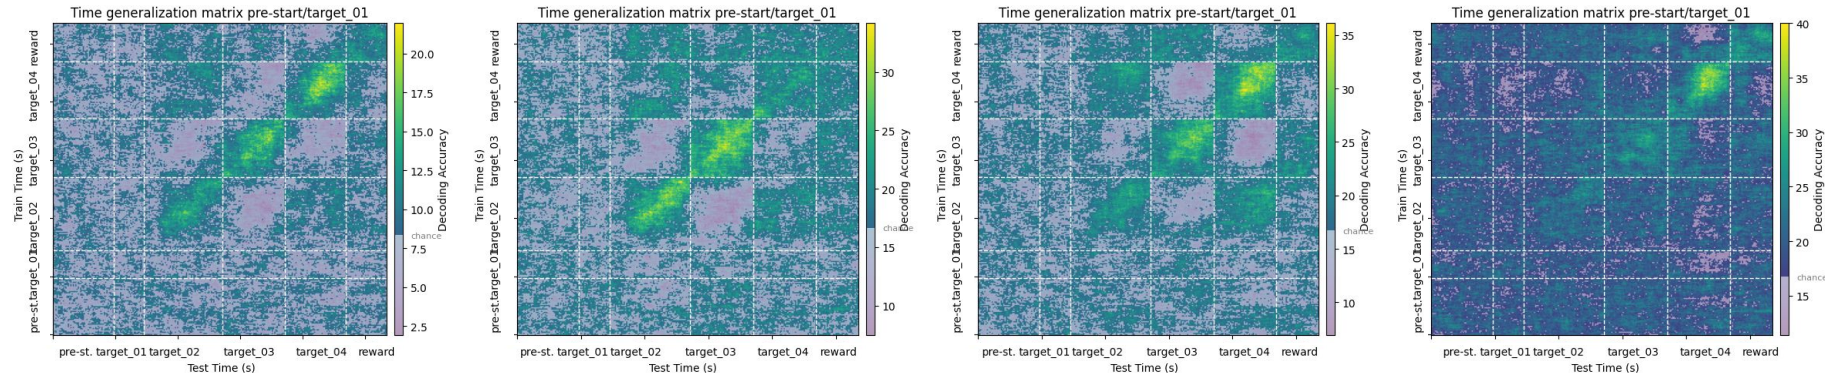 Time generalization matrix pre-start/target_01
Train Time (s)
reward
target_04
target_03
target_02
target_01
pre-st.
pre-st. target_01 target_02 target_03 target_04 reward
Test Time (s)
20.0
17.5
15.0
12.5
10.0
chance
7.5
5.0
2.5
Decoding Accuracy
Time generalization matrix pre-start/target_01
Train Time (s)
reward
target_04
target_03
target_02
target_01
pre-st.
pre-st. target_01 target_02 target_03 target_04 reward
Test Time (s)
30
25
20
chance
15
10
Decoding Accuracy
Time generalization matrix pre-start/target_01
Train Time (s)
reward
target_04
target_03
target_02
target_01
pre-st.
pre-st. target_01 target_02 target_03 target_04 reward
Test Time (s)
35
30
25
20
chance
15
10
Decoding Accuracy
Time generalization matrix pre-start/target_01
Train Time (s)
reward
target_04
target_03
target_02
target_01
pre-st.
pre-st. target_01 target_02 target_03 target_04 reward
Test Time (s)
40
35
30
25
20
chance
15
Decoding Accuracy